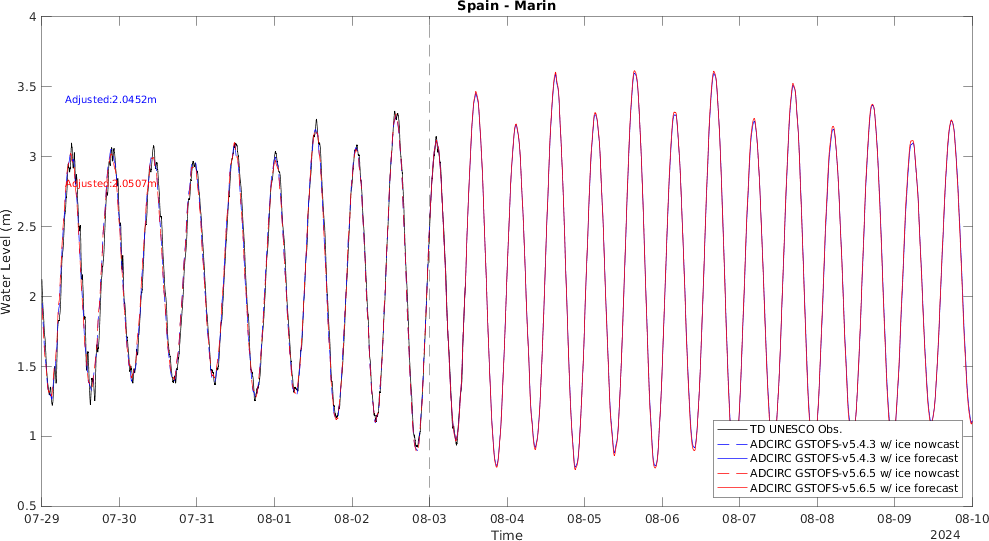 Spain - Marin
4
3.5
3
2.5
2
1.5
1
0.5
Water Level (m)
Adjusted:2.0452m
Adjusted:2.0507m
TD UNESCO Obs.
ADCIRC GSTOFS-v5.4.3 w/ ice nowcast
ADCIRC GSTOFS-v5.4.3 w/ ice forecast
ADCIRC GSTOFS-v5.6.5 w/ ice nowcast
ADCIRC GSTOFS-v5.6.5 w/ ice forecast
07-29 07-30 07-31 08-01 08-02 08-03 08-04 08-05 08-06 08-07 08-08 08-09 08-10
Time
2024